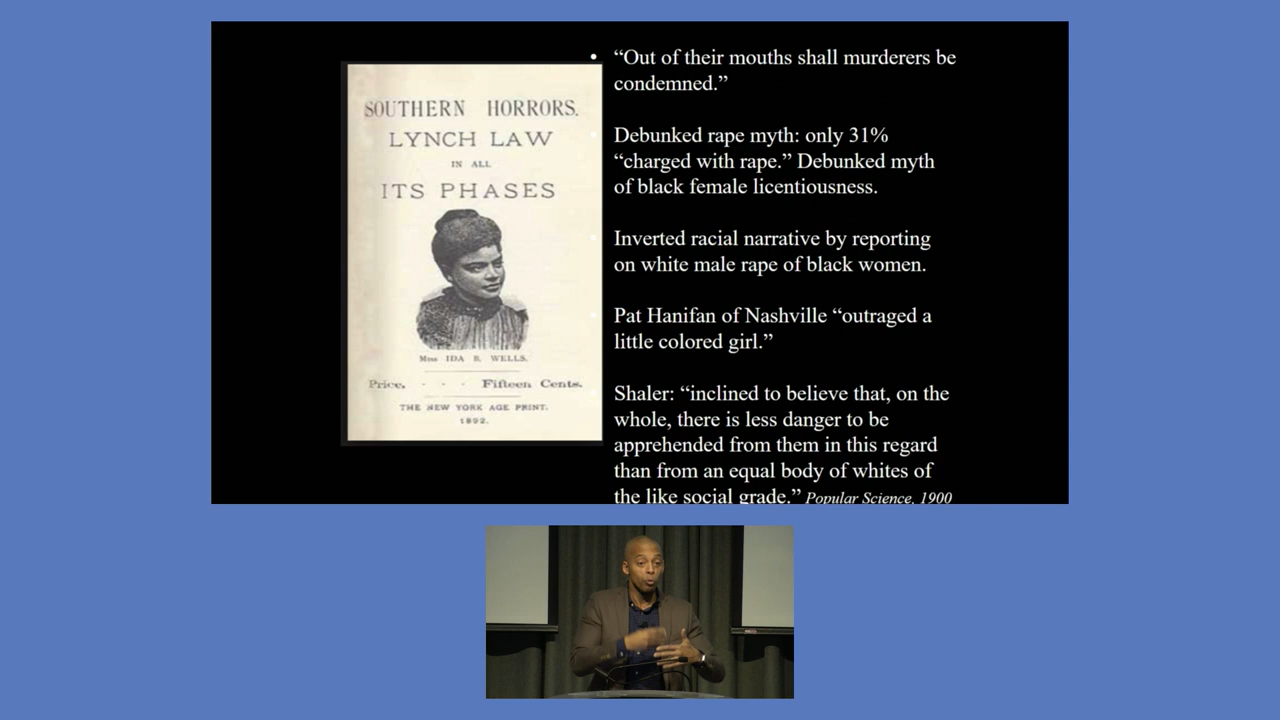 SOUTHERN HORRORS.
LYNCH LAW
IN ALL
ITS PHASES
Miss IDA B. WELLS.
Price, - - - Fifteen Cents.
THE NEW YORK AGE PRINT.
1892.
• “Out of their mouths shall murderers be
condemned.”
Debunked rape myth: only 31%
“charged with rape.” Debunked myth
of black female licentiousness.
Inverted racial narrative by reporting
on white male rape of black women.
Pat Hanifan of Nashville “outraged a
little colored girl.”
Shaler: “inclined to believe that, on the
whole, there is less danger to be
apprehended from them in this regard
than from an equal body of whites of
the like social grade.” Popular Science, 1900